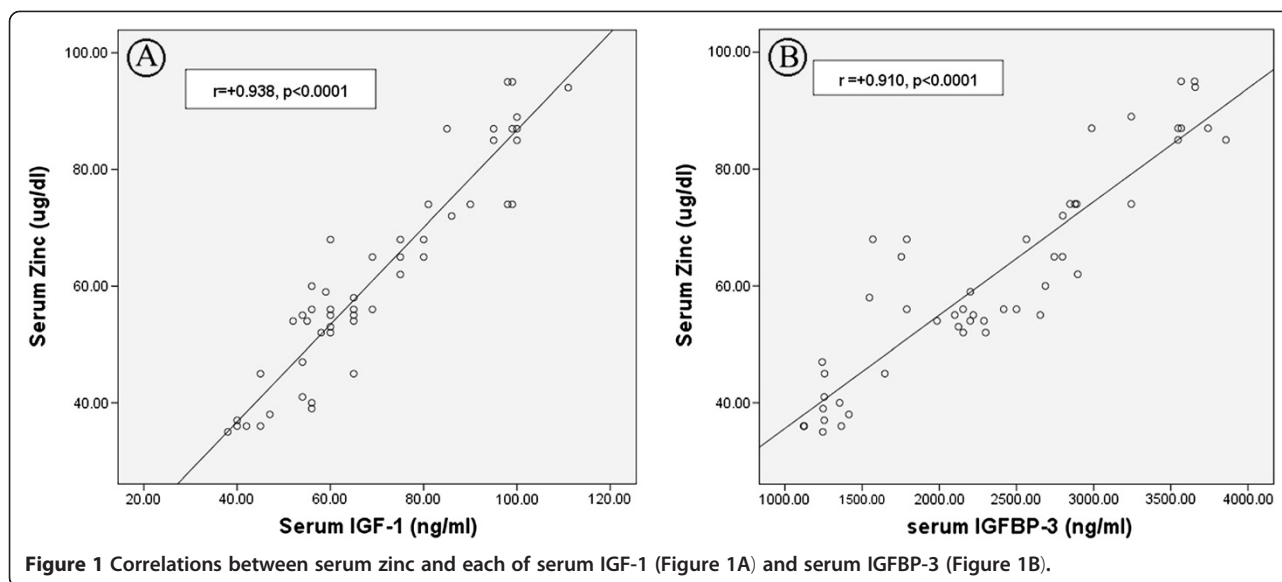 A
r=+0.938, p<0.0001
100.00
80.00
60.00
40.00
Serum Zinc (ug/dl)
20.00 40.00 60.00 80.00 100.00 120.00
Serum IGF-1 (ng/ml)
B
r =+0.910, p<0.0001
100.00
80.00
60.00
40.00
Serum Zinc (ug/dl)
1000.00 1500.00 2000.00 2500.00 3000.00 3500.00 4000.00
serum IGFBP-3 (ng/ml)
Figure 1 Correlations between serum zinc and each of serum IGF-1 (Figure 1A) and serum IGFBP-3 (Figure 1B).